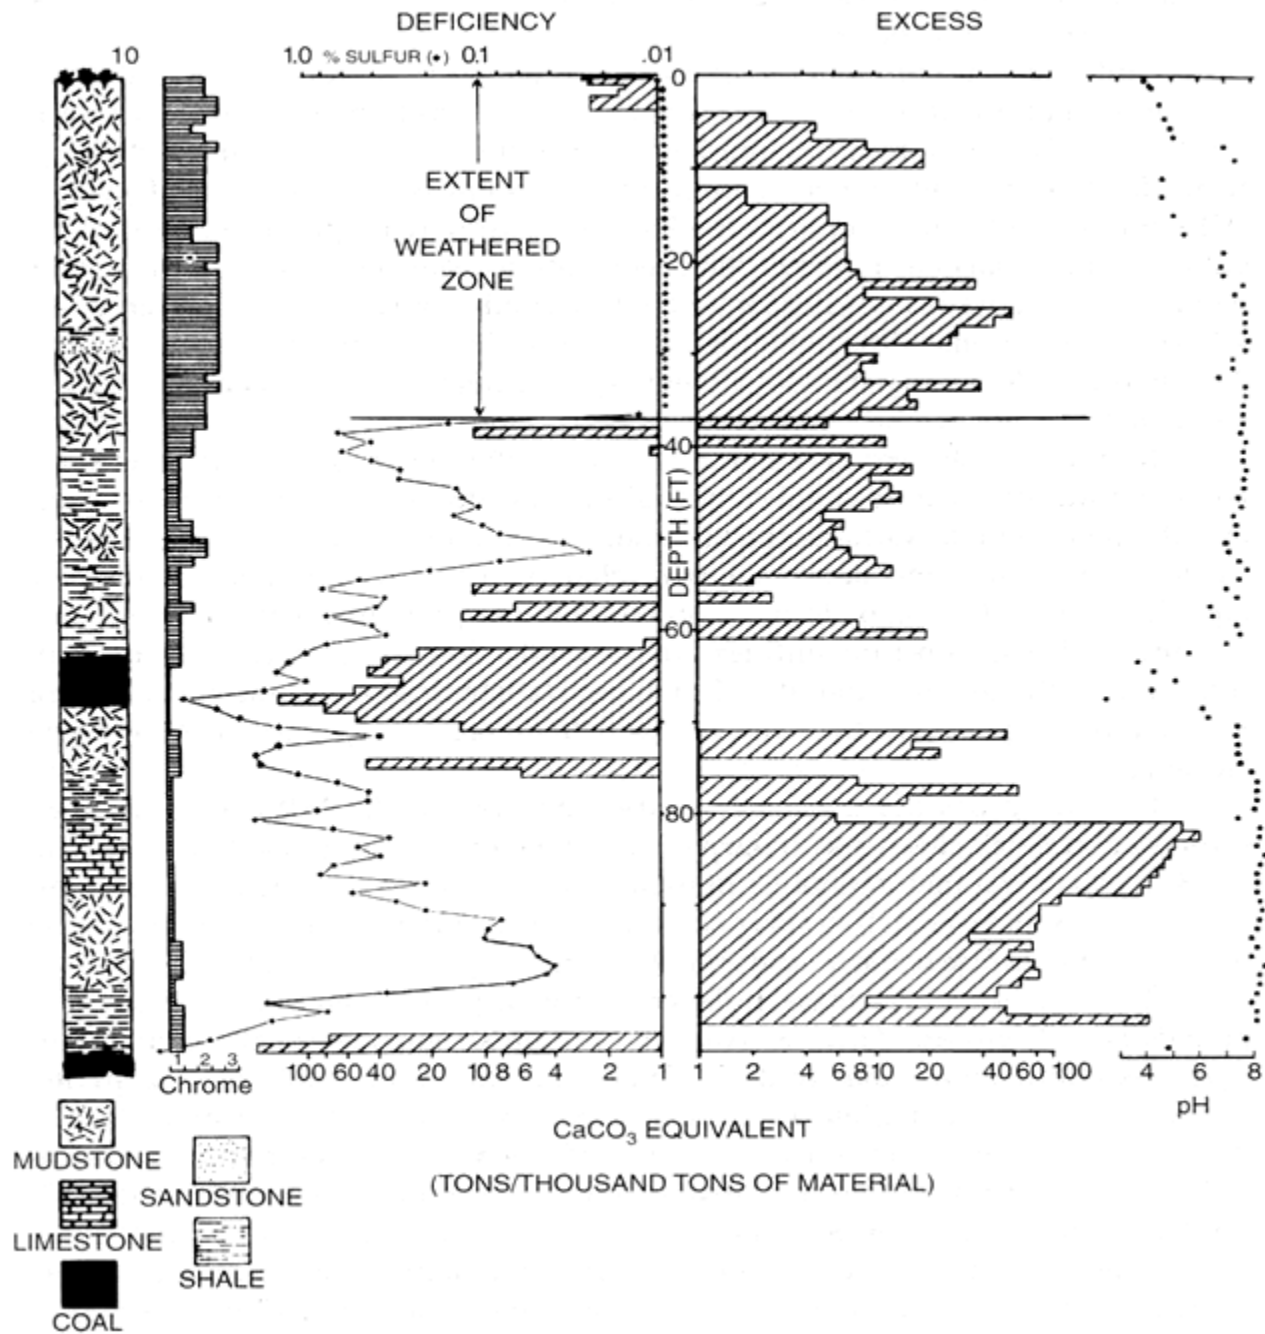 DEFICIENCY EXCESS
10 1.0 % SULFUR (•) 0.1 .01 0
EXTENT
OF
WEATHERED
ZONE
20
40
DEPTH (FT)
60
80
1 2 3
Chrome
100 80 60 40 20 10 8 6 4 2 1 1 2 4 6 8 10 20 40 60 100 4 6 8
pH
CaCO₃ EQUIVALENT
(TONS/THOUSAND TONS OF MATERIAL)
MUDSTONE
SANDSTONE
LIMESTONE
SHALE
COAL